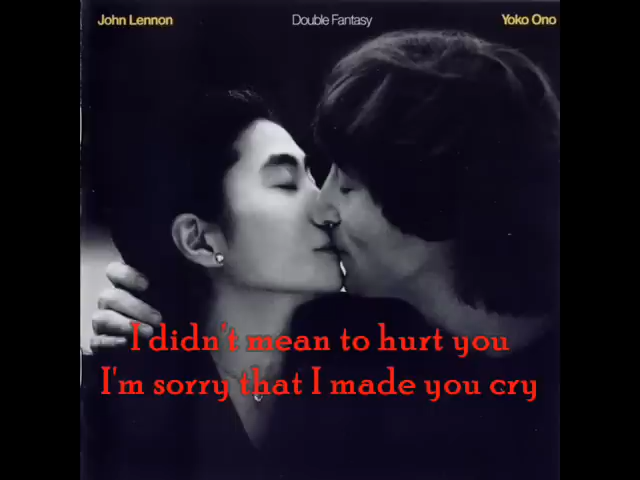 John Lennon Double Fantasy Yoko Ono
I didn't mean to hurt you
I'm sorry that I made you cry